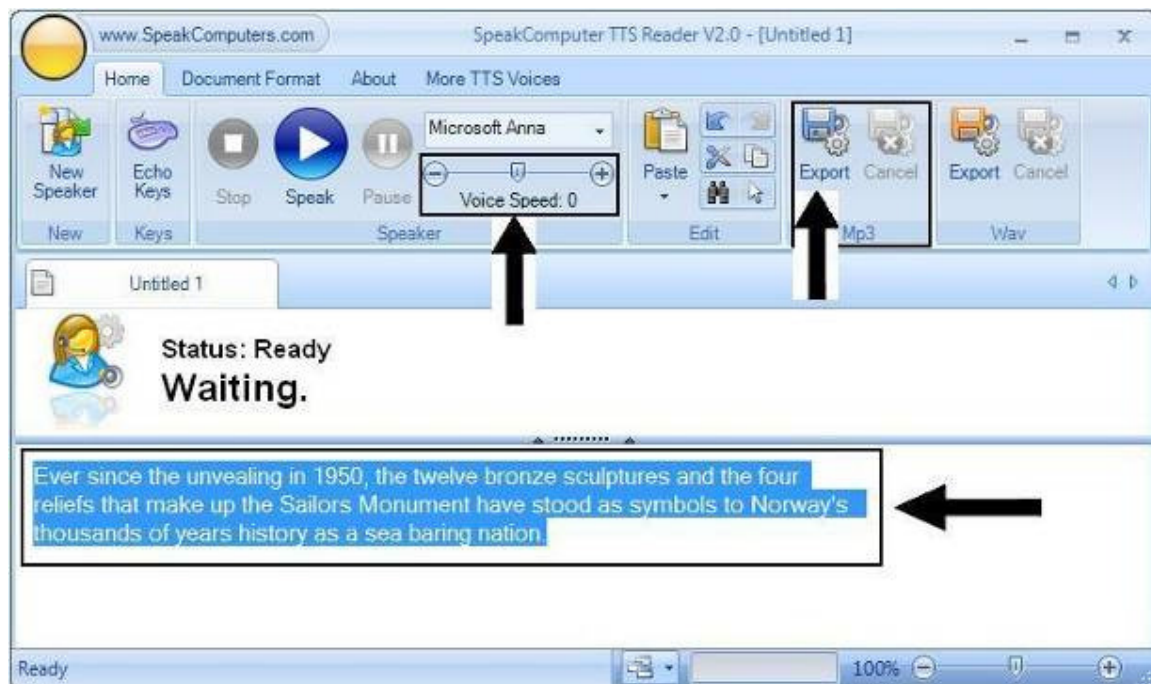 www.SpeakComputers.com
SpeakComputer TTS Reader V2.0 - [Untitled 1]
Home Document Format About More TTS Voices
New Speaker
Echo Keys
Stop
Speak
Pause
Microsoft Anna
Voice Speed: 0
Paste
Export Cancel
Export Cancel
New Keys Speaker Edit Mp3 Wav
Untitled 1
Status: Ready
Waiting.
Ever since the unvealing in 1950, the twelve bronze sculptures and the four
reliefs that make up the Sailors Monument have stood as symbols to Norway's
thousands of years history as a sea baring nation.
Ready 100%